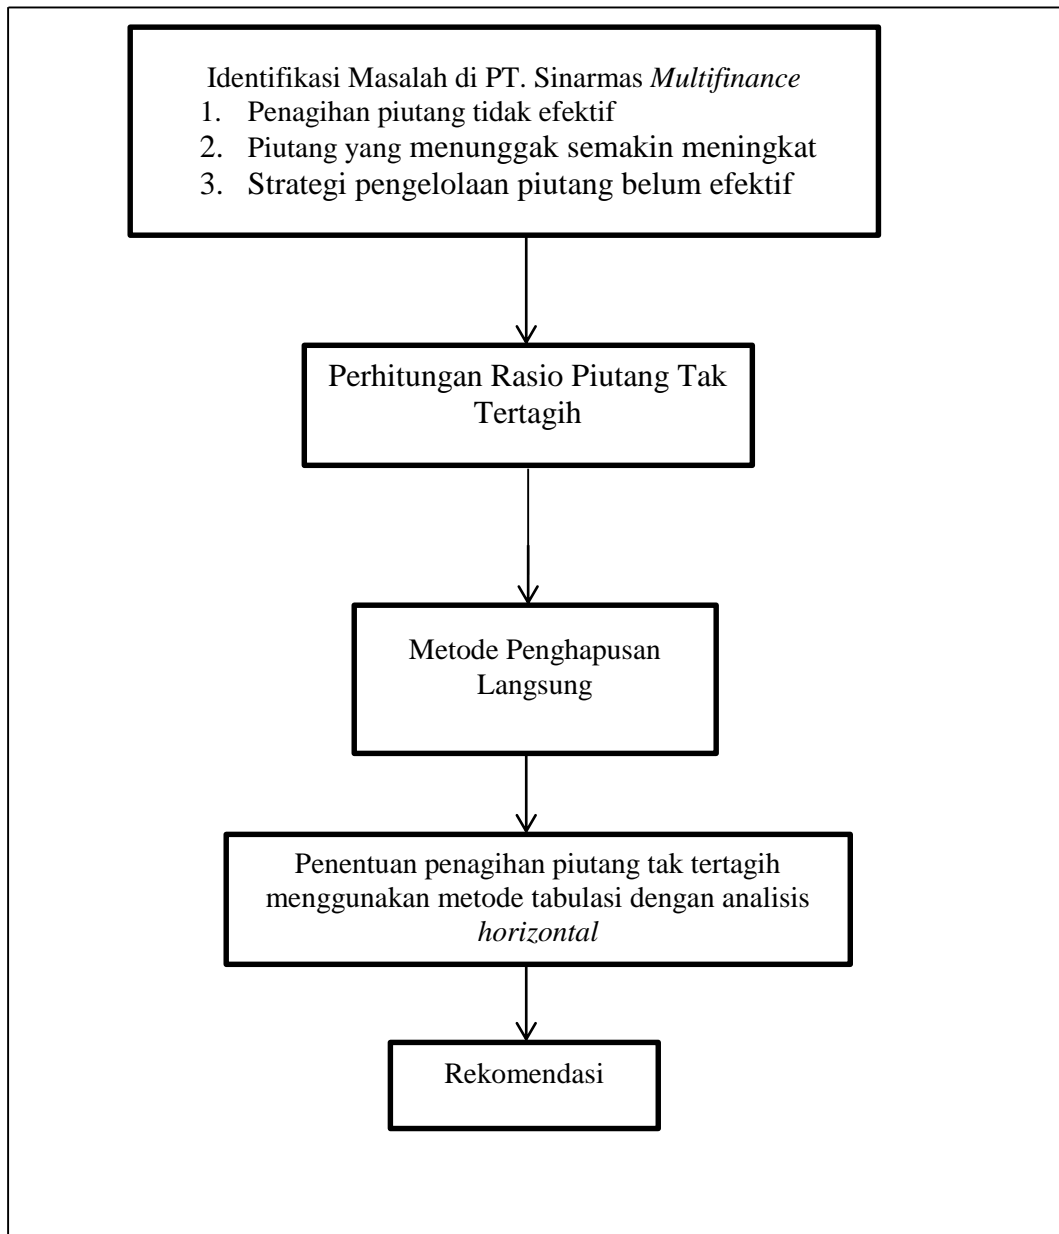 Identifikasi Masalah di PT. Sinarmas Multifinance
1. Penagihan piutang tidak efektif
2. Piutang yang menunggak semakin meningkat
3. Strategi pengelolaan piutang belum efektif
Perhitungan Rasio Piutang Tak
Tertagih
Metode Penghapusan
Langsung
Penentuan penagihan piutang tak tertagih
menggunakan metode tabulasi dengan analisis
horizontal
Rekomendasi